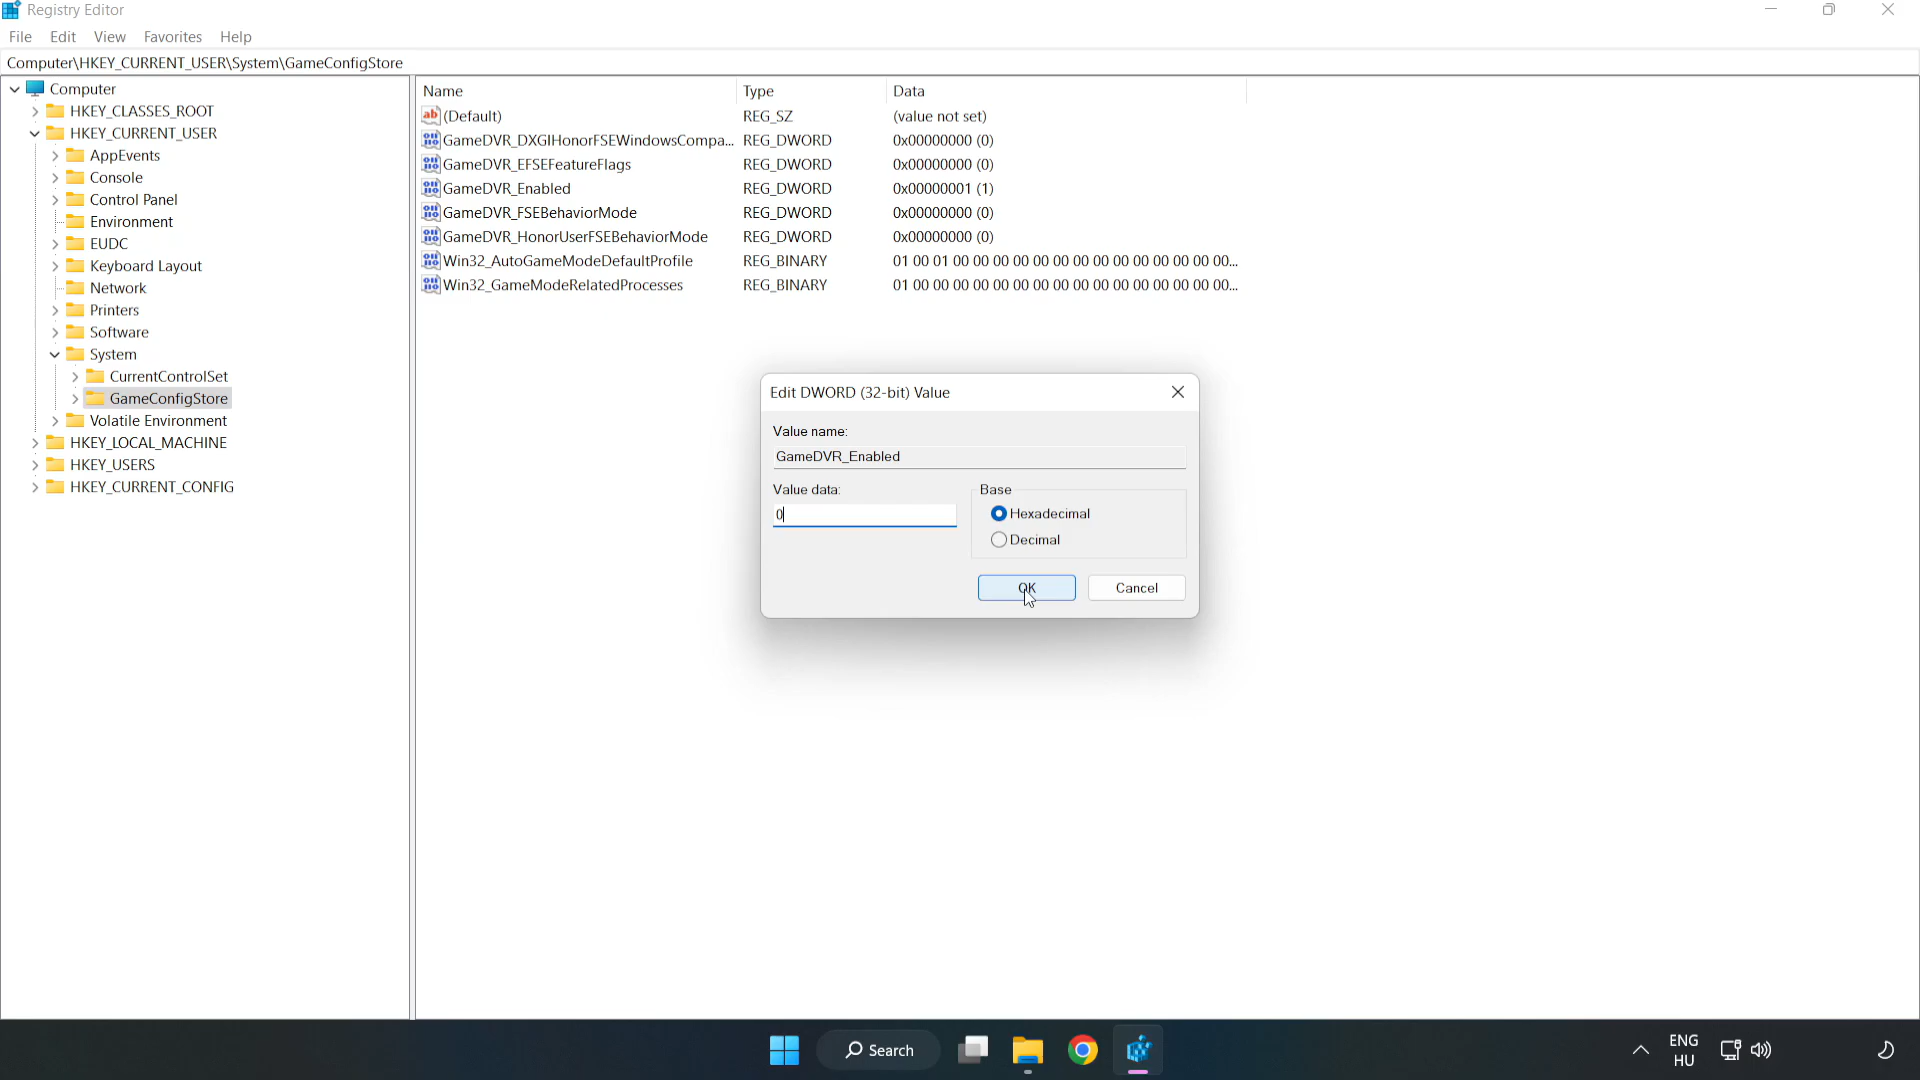 Registry Editor
File Edit View Favorites Help
Computer\HKEY_CURRENT_USER\System\GameConfigStore
Computer
HKEY_CLASSES_ROOT
HKEY_CURRENT_USER
AppEvents
Console
Control Panel
Environment
EUDC
Keyboard Layout
Network
Printers
Software
System
CurrentControlSet
GameConfigStore
Volatile Environment
HKEY_LOCAL_MACHINE
HKEY_USERS
HKEY_CURRENT_CONFIG
Name Type Data
(Default) REG_SZ (value not set)
GameDVR_DXGIHonorFSEWindowsCompa... REG_DWORD 0x00000000 (0)
GameDVR_EFSEFeatureFlags REG_DWORD 0x00000000 (0)
GameDVR_Enabled REG_DWORD 0x00000001 (1)
GameDVR_FSEBehaviorMode REG_DWORD 0x00000000 (0)
GameDVR_HonorUserFSEBehaviorMode REG_DWORD 0x00000000 (0)
Win32_AutoGameModeDefaultProfile REG_BINARY 01 00 01 00 00 00 00 00 00 00 00 00 00 00 00 00 00...
Win32_GameModeRelatedProcesses REG_BINARY 01 00 00 00 00 00 00 00 00 00 00 00 00 00 00 00 00...
Edit DWORD (32-bit) Value
Value name:
GameDVR_Enabled
Value data: Base
0 Hexadecimal
Decimal
OK Cancel
Search
ENG
HU